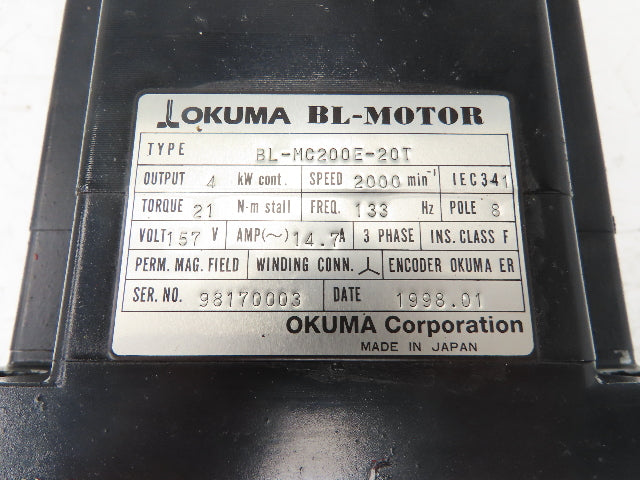 OKUMA BL-MOTOR
TYPE BL-MC200E-20T
OUTPUT 4 kW cont. SPEED 2000 min⁻¹ IEC34 1
TORQUE 21 N-m stall FREQ. 133 Hz POLE 8
VOLT 157 V AMP(~) 14.7 A 3 PHASE INS. CLASS F
PERM. MAG. FIELD WINDING CONN. ENCODER OKUMA ER
SER. NO. 98170003 DATE 1998.01
OKUMA Corporation
MADE IN JAPAN